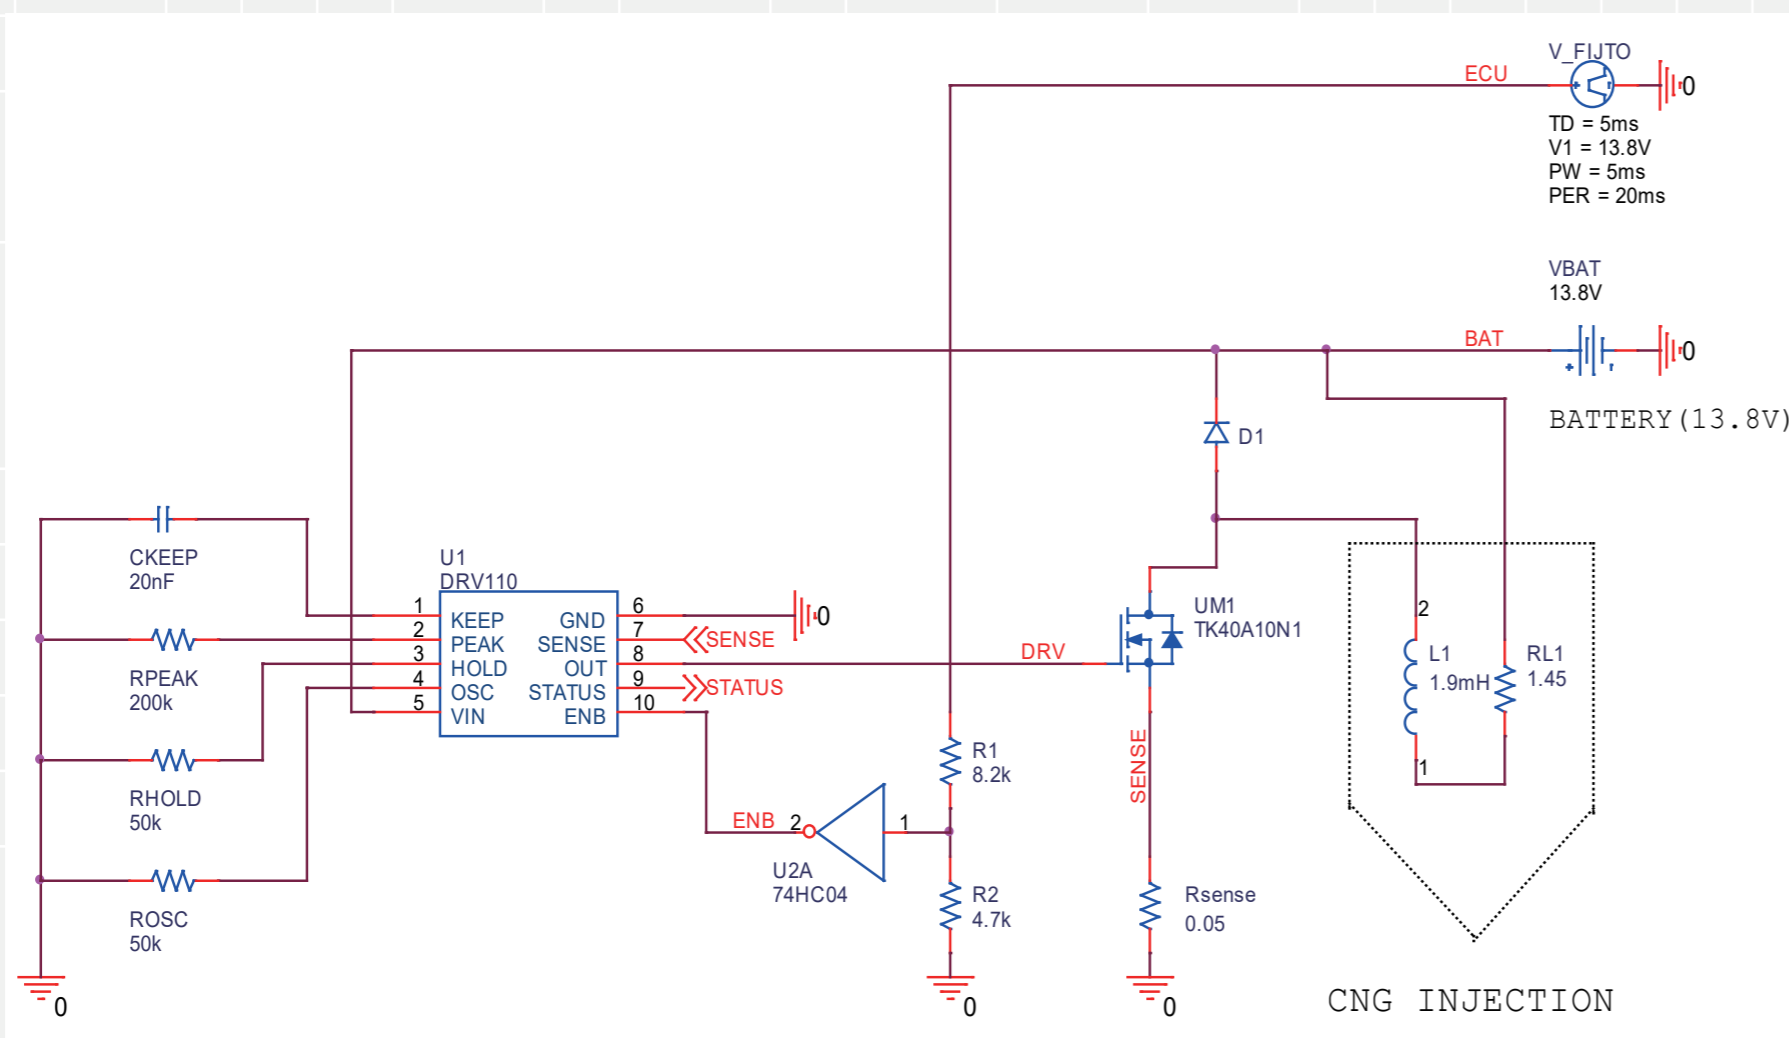 V_FIJTO
ECU
0
TD = 5ms
V1 = 13.8V
PW = 5ms
PER = 20ms
VBAT
13.8V
BAT
0
BATTERY(13.8V)
D1
CKEEP
20nF
U1
DRV110
1 KEEP
2 PEAK
3 HOLD
4 OSC
5 VIN
GND 6
SENSE 7
OUT 8
STATUS 9
ENB 10
0
SENSE
STATUS
DRV
UM1
TK40A10N1
2
L1
1.9mH
1
RL1
1.45
RPEAK
200k
RHOLD
50k
ROSC
50k
0
R1
8.2k
ENB 2
1
U2A
74HC04
R2
4.7k
0
SENSE
Rsense
0.05
0
CNG INJECTION